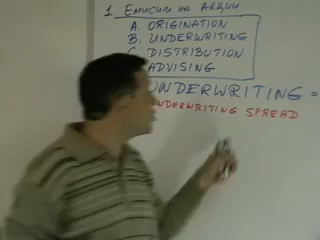 1. Емисии на акции
A. ORIGINATION
B. UNDERWRITING
C. DISTRIBUTION
ADVISING
UNDERWRITING =
UNDERWRITING SPREAD